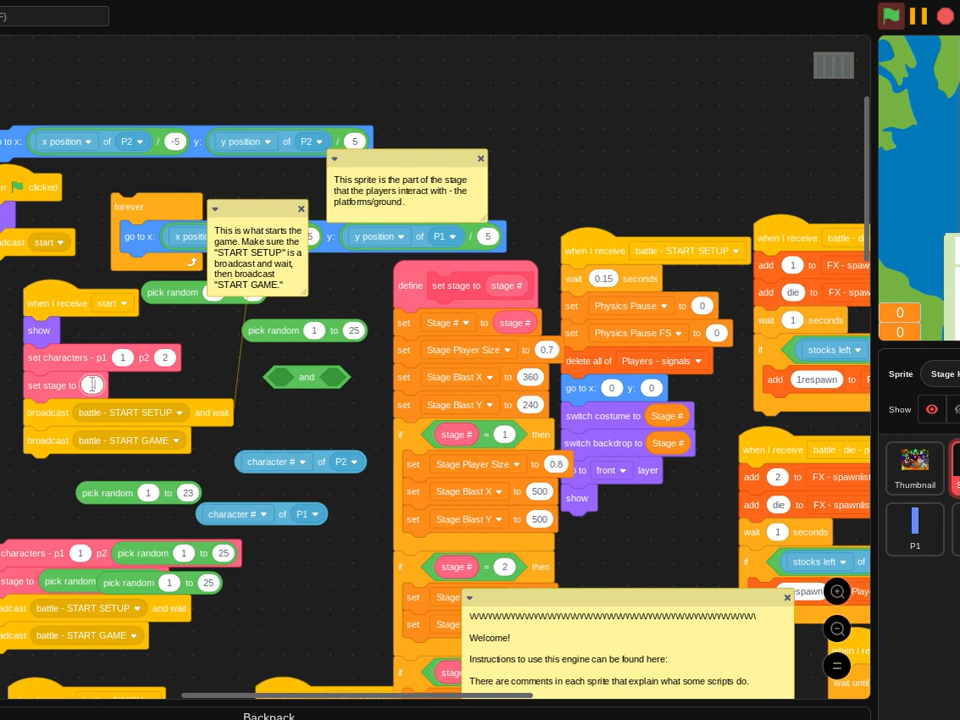 to x: x position of P2 / -5 y: y position of P2 / 5
clicked
start
forever
go to x: 5 y: y position of P1 / 5
This is what starts the
game. Make sure the
"START SETUP" is a
broadcast and wait,
then broadcast
"START GAME."
This sprite is the part of the stage
that the players interact with - the
platforms/ground.
pick random
when I receive start
show
set characters - p1 1 p2 2
set stage to
broadcast battle - START SETUP and wait
broadcast battle - START GAME
pick random 1 to 25
and
character # of P2
pick random 1 to 23
character # of P1
characters - p1 1 p2 pick random 1 to 25
stage to pick random pick random 1 to 25
battle - START SETUP and wait
battle - START GAME
define set stage to stage #
set Stage # to stage #
set Stage Player Size to 0.7
set Stage Blast X to 360
set Stage Blast Y to 240
if stage # = 1 then
set Stage Player Size to 0.8
set Stage Blast X to 500
set Stage Blast Y to 500
if stage # = 2 then
set Stage
set Stage
if stage
when I receive battle - START SETUP
wait 0.15 seconds
set Physics Pause to 0
set Physics Pause FS to 0
delete all of Players - signals
go to x: 0 y: 0
switch costume to Stage #
switch backdrop to Stage #
to front layer
show
when I receive battle - d
add 1 to FX - spaw
add die to FX - spaw
wait 1 seconds
if stocks left
add 1respawn to
when I receive battle - die - p
add 2 to FX - spawnlis
add die to FX - spawnlis
wait 1 seconds
if stocks left of
espawn Play
when I re
wait until
\/\/\/\/\/\/\/\/\/\/\/\/\/\/\/\/\/\/\/\/\/\/\/\/\/\/\/\/\/\/\/\/\/\/\/\/\
Welcome!
Instructions to use this engine can be found here:
There are comments in each sprite that explain what some scripts do.
Backpack
0
0
Sprite Stage
Show
Thumbnail
P1